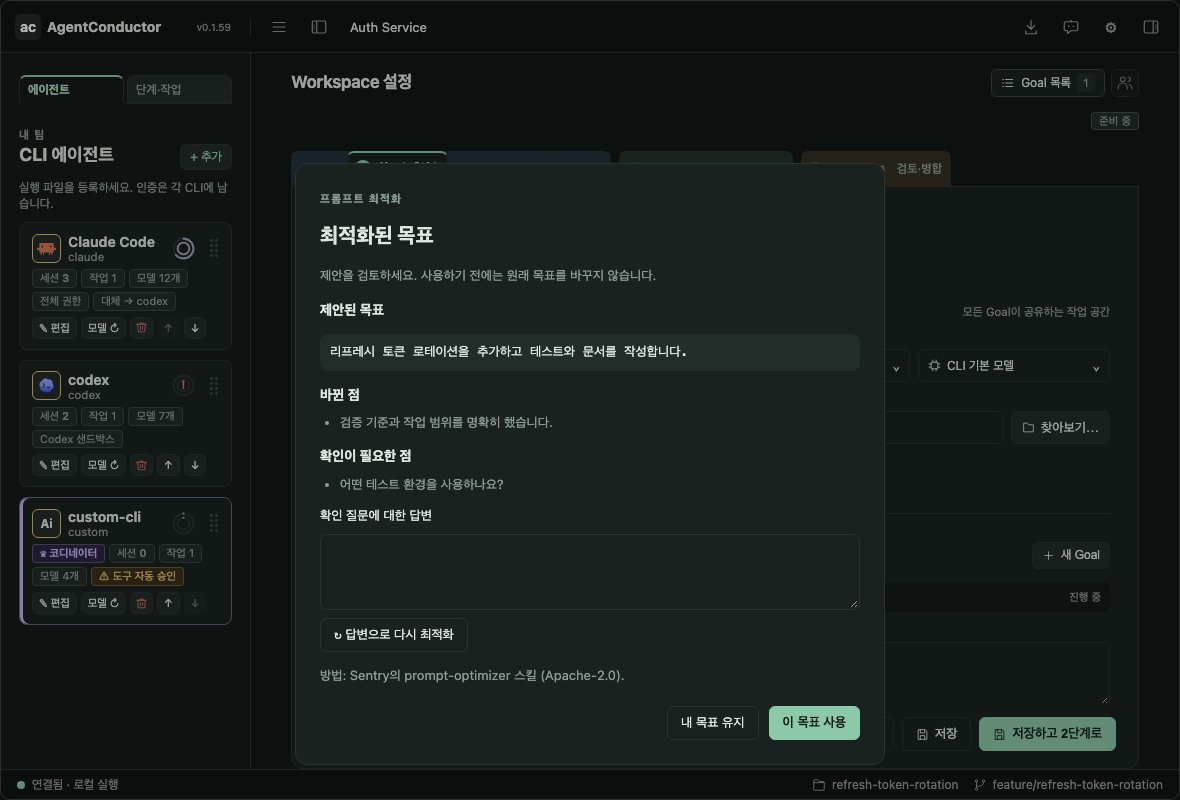 ac AgentConductor v0.1.59 Auth Service
에이전트 단계·작업
내 팀
CLI 에이전트 + 추가
실행 파일을 등록하세요. 인증은 각 CLI에 남
습니다.
Claude Code
claude
세션 3 작업 1 모델 12개
전체 권한 대체 → codex
✎ 편집 모델 ↻ ↑ ↓
codex
codex
세션 2 작업 1 모델 7개
Codex 샌드박스
✎ 편집 모델 ↻ ↑ ↓
Ai custom-cli
custom
♛ 코디네이터 세션 0 작업 1
모델 4개 ⚠ 도구 자동 승인
✎ 편집 모델 ↻ ↑ ↓
Workspace 설정
Goal 목록 1
준비 중
검토·병합
프롬프트 최적화
최적화된 목표
제안을 검토하세요. 사용하기 전에는 원래 목표를 바꾸지 않습니다.
제안된 목표
리프레시 토큰 로테이션을 추가하고 테스트와 문서를 작성합니다.
바뀐 점
• 검증 기준과 작업 범위를 명확히 했습니다.
확인이 필요한 점
• 어떤 테스트 환경을 사용하나요?
확인 질문에 대한 답변
↻ 답변으로 다시 최적화
방법: Sentry의 prompt-optimizer 스킬 (Apache-2.0).
내 목표 유지 이 목표 사용
모든 Goal이 공유하는 작업 공간
CLI 기본 모델
찾아보기...
+ 새 Goal
진행 중
저장 저장하고 2단계로
연결됨 · 로컬 실행
refresh-token-rotation feature/refresh-token-rotation